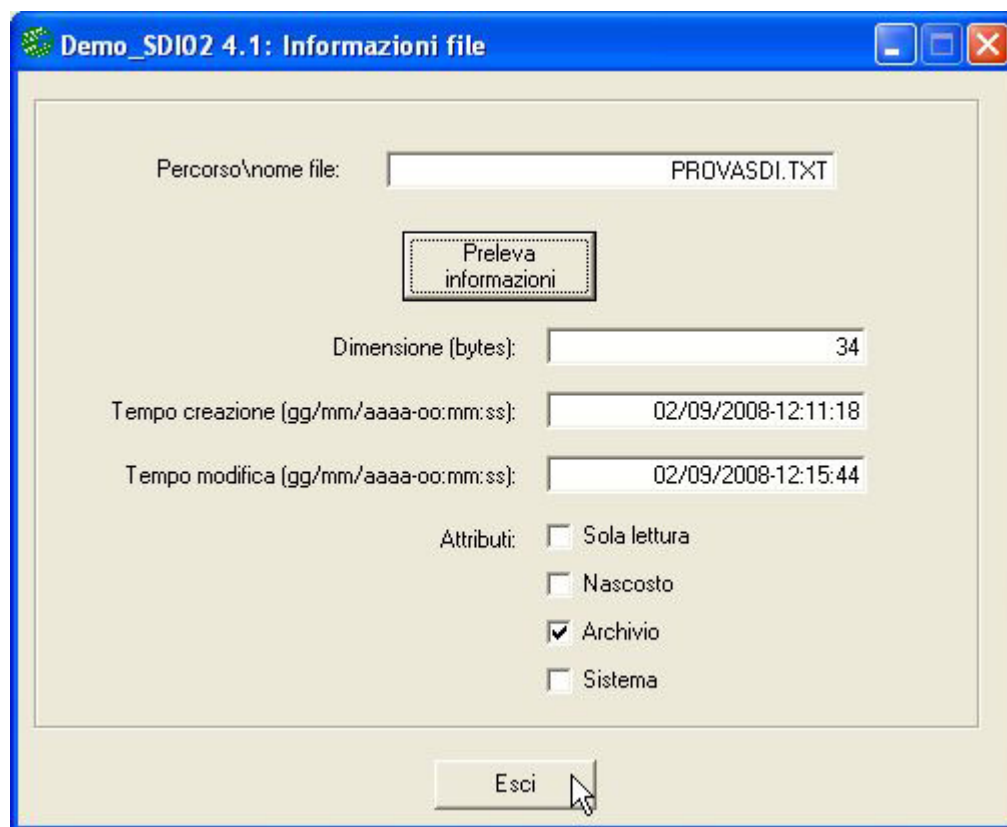 Demo_SDI02 4.1: Informazioni file
Percorso\nome file: PROVASDI.TXT
Preleva
informazioni
Dimensione (bytes): 34
Tempo creazione (gg/mm/aaaa-oo:mm:ss): 02/09/2008-12:11:18
Tempo modifica (gg/mm/aaaa-oo:mm:ss): 02/09/2008-12:15:44
Attributi: Sola lettura
Nascosto
Archivio
Sistema
Esci